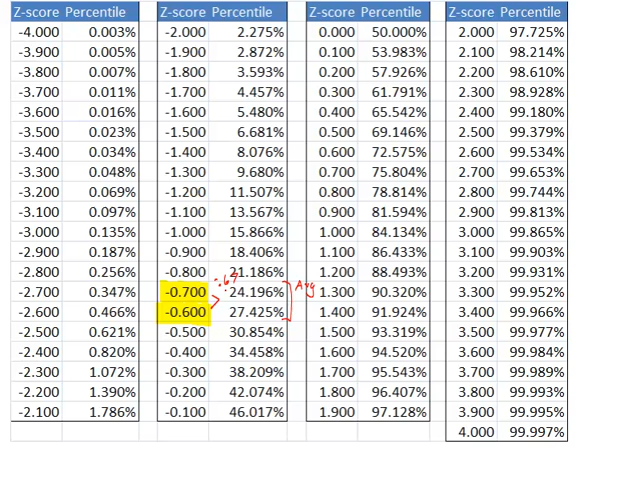 Z-score Percentile Z-score Percentile Z-score Percentile Z-score Percentile
-4.000 0.003% -2.000 2.275% 0.000 50.000% 2.000 97.725%
-3.900 0.005% -1.900 2.872% 0.100 53.983% 2.100 98.214%
-3.800 0.007% -1.800 3.593% 0.200 57.926% 2.200 98.610%
-3.700 0.011% -1.700 4.457% 0.300 61.791% 2.300 98.928%
-3.600 0.016% -1.600 5.480% 0.400 65.542% 2.400 99.180%
-3.500 0.023% -1.500 6.681% 0.500 69.146% 2.500 99.379%
-3.400 0.034% -1.400 8.076% 0.600 72.575% 2.600 99.534%
-3.300 0.048% -1.300 9.680% 0.700 75.804% 2.700 99.653%
-3.200 0.069% -1.200 11.507% 0.800 78.814% 2.800 99.744%
-3.100 0.097% -1.100 13.567% 0.900 81.594% 2.900 99.813%
-3.000 0.135% -1.000 15.866% 1.000 84.134% 3.000 99.865%
-2.900 0.187% -0.900 18.406% 1.100 86.433% 3.100 99.903%
-2.800 0.256% -0.800 21.186% 1.200 88.493% 3.200 99.931%
-2.700 0.347% -0.700 24.196% Avg 1.300 90.320% 3.300 99.952%
-2.600 0.466% -0.600 27.425% 1.400 91.924% 3.400 99.966%
-2.500 0.621% -0.500 30.854% 1.500 93.319% 3.500 99.977%
-2.400 0.820% -0.400 34.458% 1.600 94.520% 3.600 99.984%
-2.300 1.072% -0.300 38.209% 1.700 95.543% 3.700 99.989%
-2.200 1.390% -0.200 42.074% 1.800 96.407% 3.800 99.993%
-2.100 1.786% -0.100 46.017% 1.900 97.128% 3.900 99.995%
4.000 99.997%